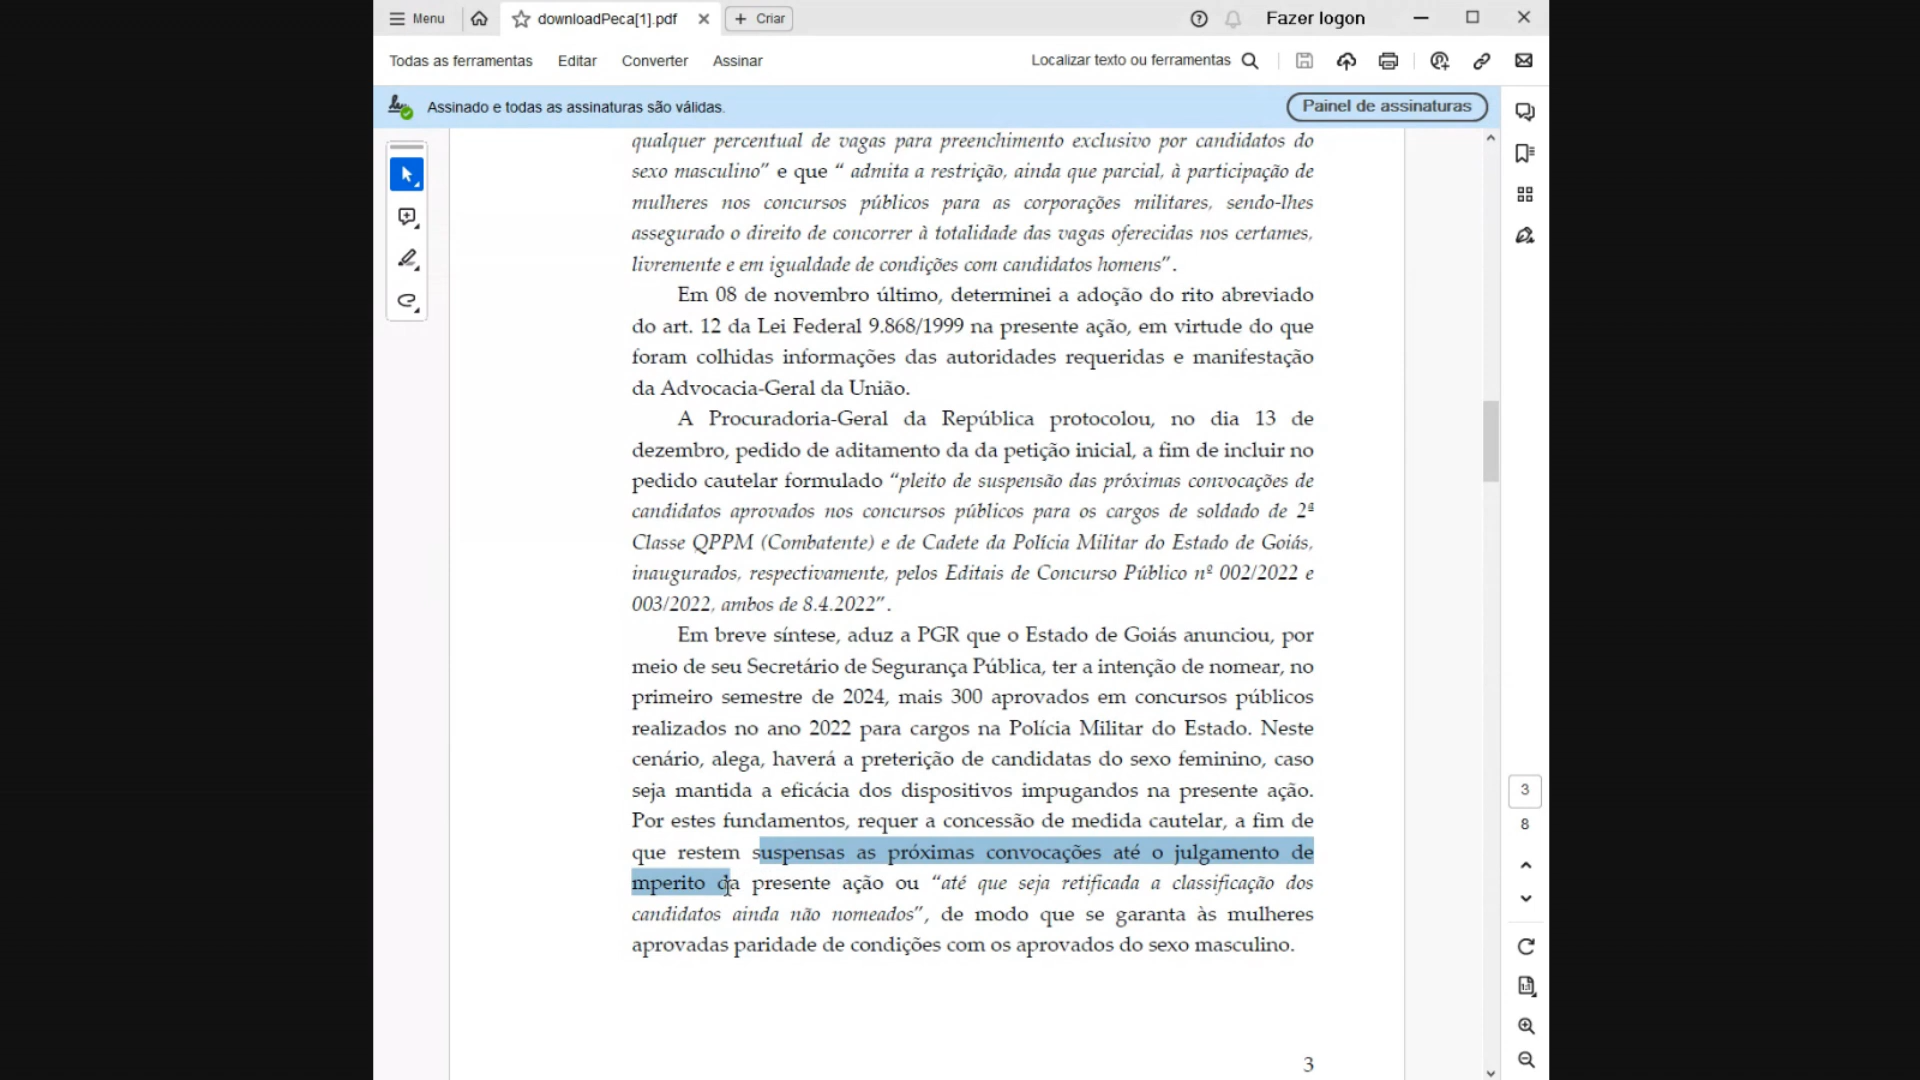 Menu
downloadPeca[1].pdf
Criar
Fazer logon
Todas as ferramentas
Editar
Converter
Assinar
Localizar texto ou ferramentas
Assinado e todas as assinaturas são válidas.
Painel de assinaturas
qualquer percentual de vagas para preenchimento exclusivo por candidatos do
sexo masculino” e que “ admita a restrição, ainda que parcial, à participação de
mulheres nos concursos públicos para as corporações militares, sendo-lhes
assegurado o direito de concorrer à totalidade das vagas oferecidas nos certames,
livremente e em igualdade de condições com candidatos homens”.
Em 08 de novembro último, determinei a adoção do rito abreviado
do art. 12 da Lei Federal 9.868/1999 na presente ação, em virtude do que
foram colhidas informações das autoridades requeridas e manifestação
da Advocacia-Geral da União.
A Procuradoria-Geral da República protocolou, no dia 13 de
dezembro, pedido de aditamento da da petição inicial, a fim de incluir no
pedido cautelar formulado “pleito de suspensão das próximas convocações de
candidatos aprovados nos concursos públicos para os cargos de soldado de 2ª
Classe QPPM (Combatente) e de Cadete da Polícia Militar do Estado de Goiás,
inaugurados, respectivamente, pelos Editais de Concurso Público nº 002/2022 e
003/2022, ambos de 8.4.2022”.
Em breve síntese, aduz a PGR que o Estado de Goiás anunciou, por
meio de seu Secretário de Segurança Pública, ter a intenção de nomear, no
primeiro semestre de 2024, mais 300 aprovados em concursos públicos
realizados no ano 2022 para cargos na Polícia Militar do Estado. Neste
cenário, alega, haverá a preterição de candidatas do sexo feminino, caso
seja mantida a eficácia dos dispositivos impugandos na presente ação.
Por estes fundamentos, requer a concessão de medida cautelar, a fim de
que restem suspensas as próximas convocações até o julgamento de
mperito da presente ação ou “até que seja retificada a classificação dos
candidatos ainda não nomeados”, de modo que se garanta às mulheres
aprovadas paridade de condições com os aprovados do sexo masculino.
3
3
8